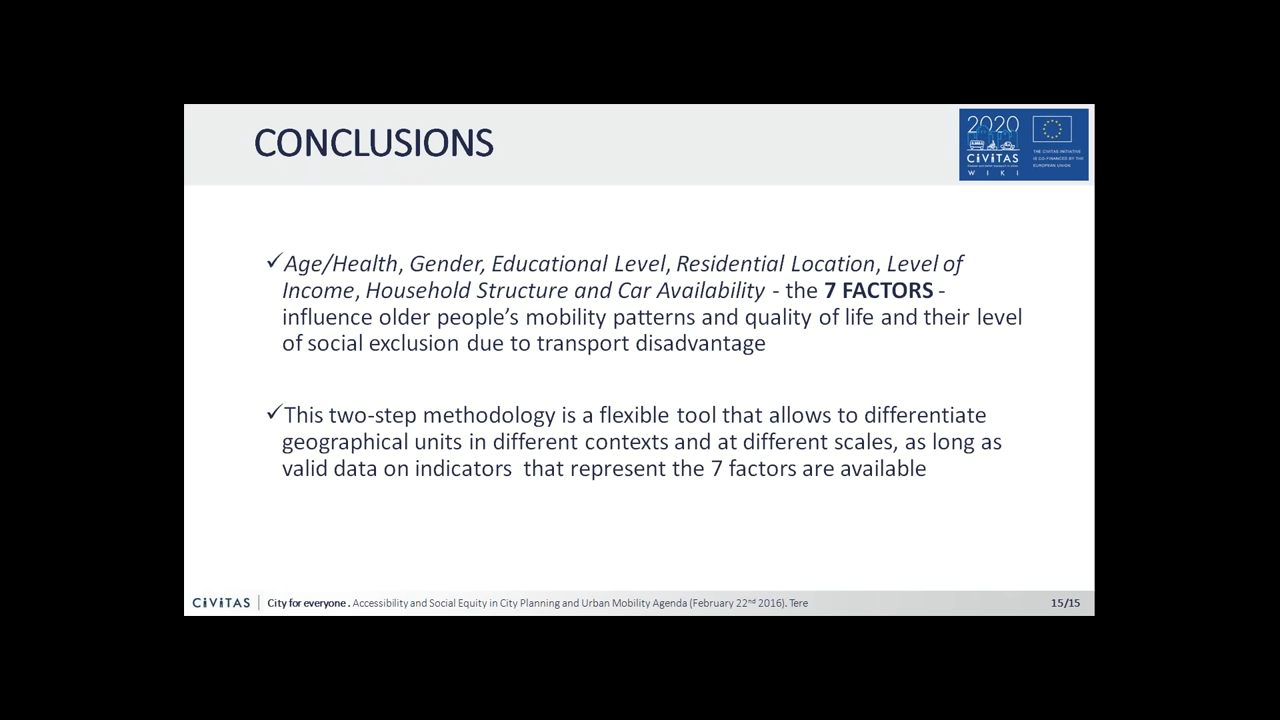 CONCLUSIONS
2020
CiViTAS
WIKI
THE CIVITAS INITIATIVE
IS CO-FINANCED BY THE
EUROPEAN UNION
✓Age/Health, Gender, Educational Level, Residential Location, Level of
Income, Household Structure and Car Availability - the 7 FACTORS -
influence older people's mobility patterns and quality of life and their level
of social exclusion due to transport disadvantage
✓This two-step methodology is a flexible tool that allows to differentiate
geographical units in different contexts and at different scales, as long as
valid data on indicators  that represent the 7 factors are available
CiViTAS | City for everyone . Accessibility and Social Equity in City Planning and Urban Mobility Agenda (February 22nd 2016). Tere 15/15